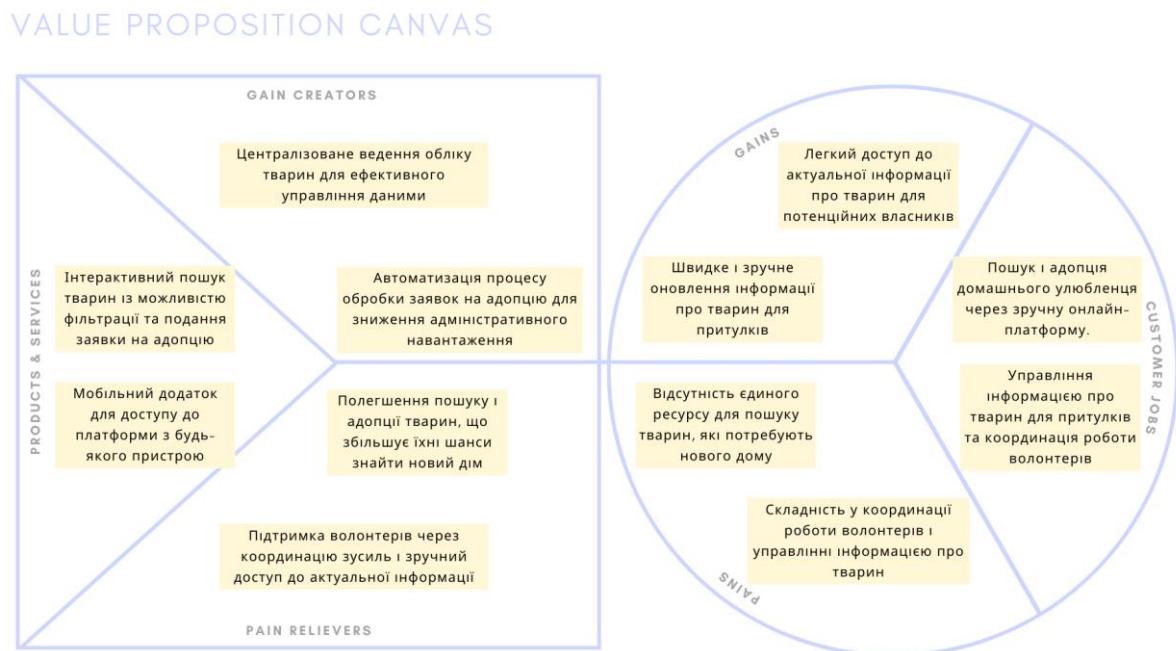 VALUE PROPOSITION CANVAS
GAIN CREATORS
Централізоване ведення обліку
тварин для ефективного
управління даними
PRODUCTS & SERVICES
Інтерактивний пошук
тварин із можливістю
фільтрації та подання
заявки на адопцію
Автоматизація процесу
обробки заявок на адопцію для
зниження адміністративного
навантаження
Мобільний додаток
для доступу до
платформи з будь-
якого пристрою
Полегшення пошуку і
адопції тварин, що
збільшує їхні шанси
знайти новий дім
Підтримка волонтерів через
координацію зусиль і зручний
доступ до актуальної інформації
PAIN RELIEVERS
GAINS
Легкий доступ до
актуальної інформації
про тварин для
потенційних власників
Швидке і зручне
оновлення інформації
про тварин для
притулків
Пошук і адопція
домашнього улюбленця
через зручну онлайн-
платформу.
CUSTOMER JOBS
Управління
інформацією про
тварин для притулків
та координація роботи
волонтерів
Відсутність єдиного
ресурсу для пошуку
тварин, які потребують
нового дому
Складність у координації
роботи волонтерів і
управлінні інформацією про
тварин
PAINS